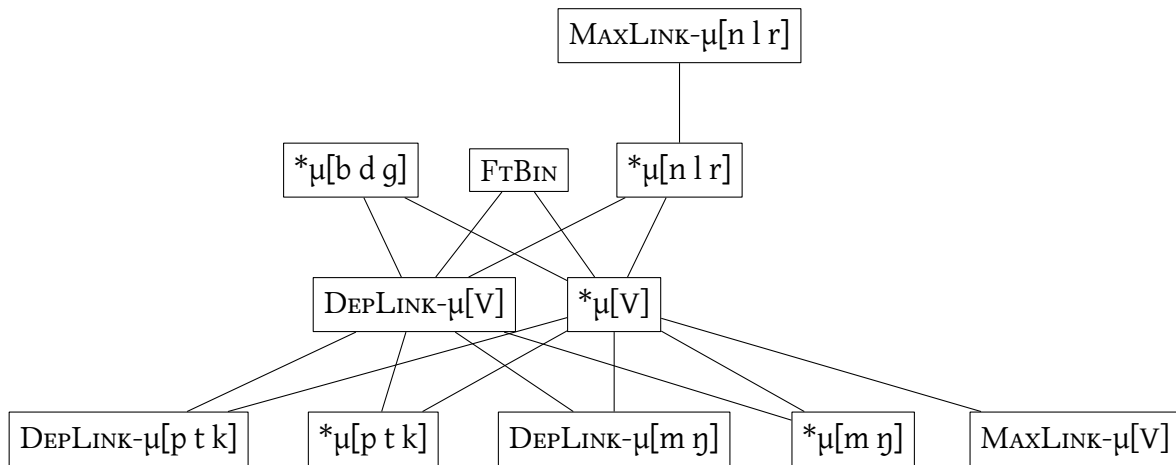 MAXLINK-μ[n l r]
*μ[b d g] FTBIN *μ[n l r]
DEPLINK-μ[V] *μ[V]
DEPLINK-μ[p t k] *μ[p t k] DEPLINK-μ[m ŋ] *μ[m ŋ] MAXLINK-μ[V]